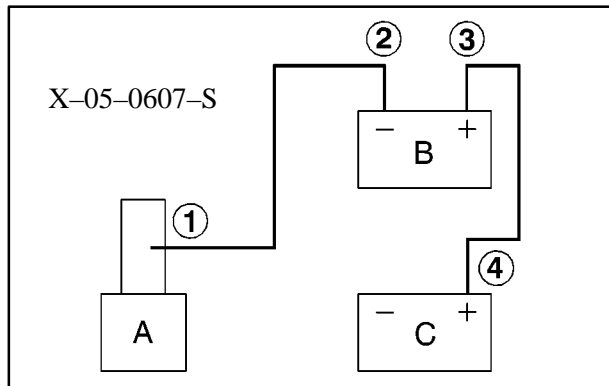 ② ③
X–05–0607–S
− +
B
①
④
A
− +
C